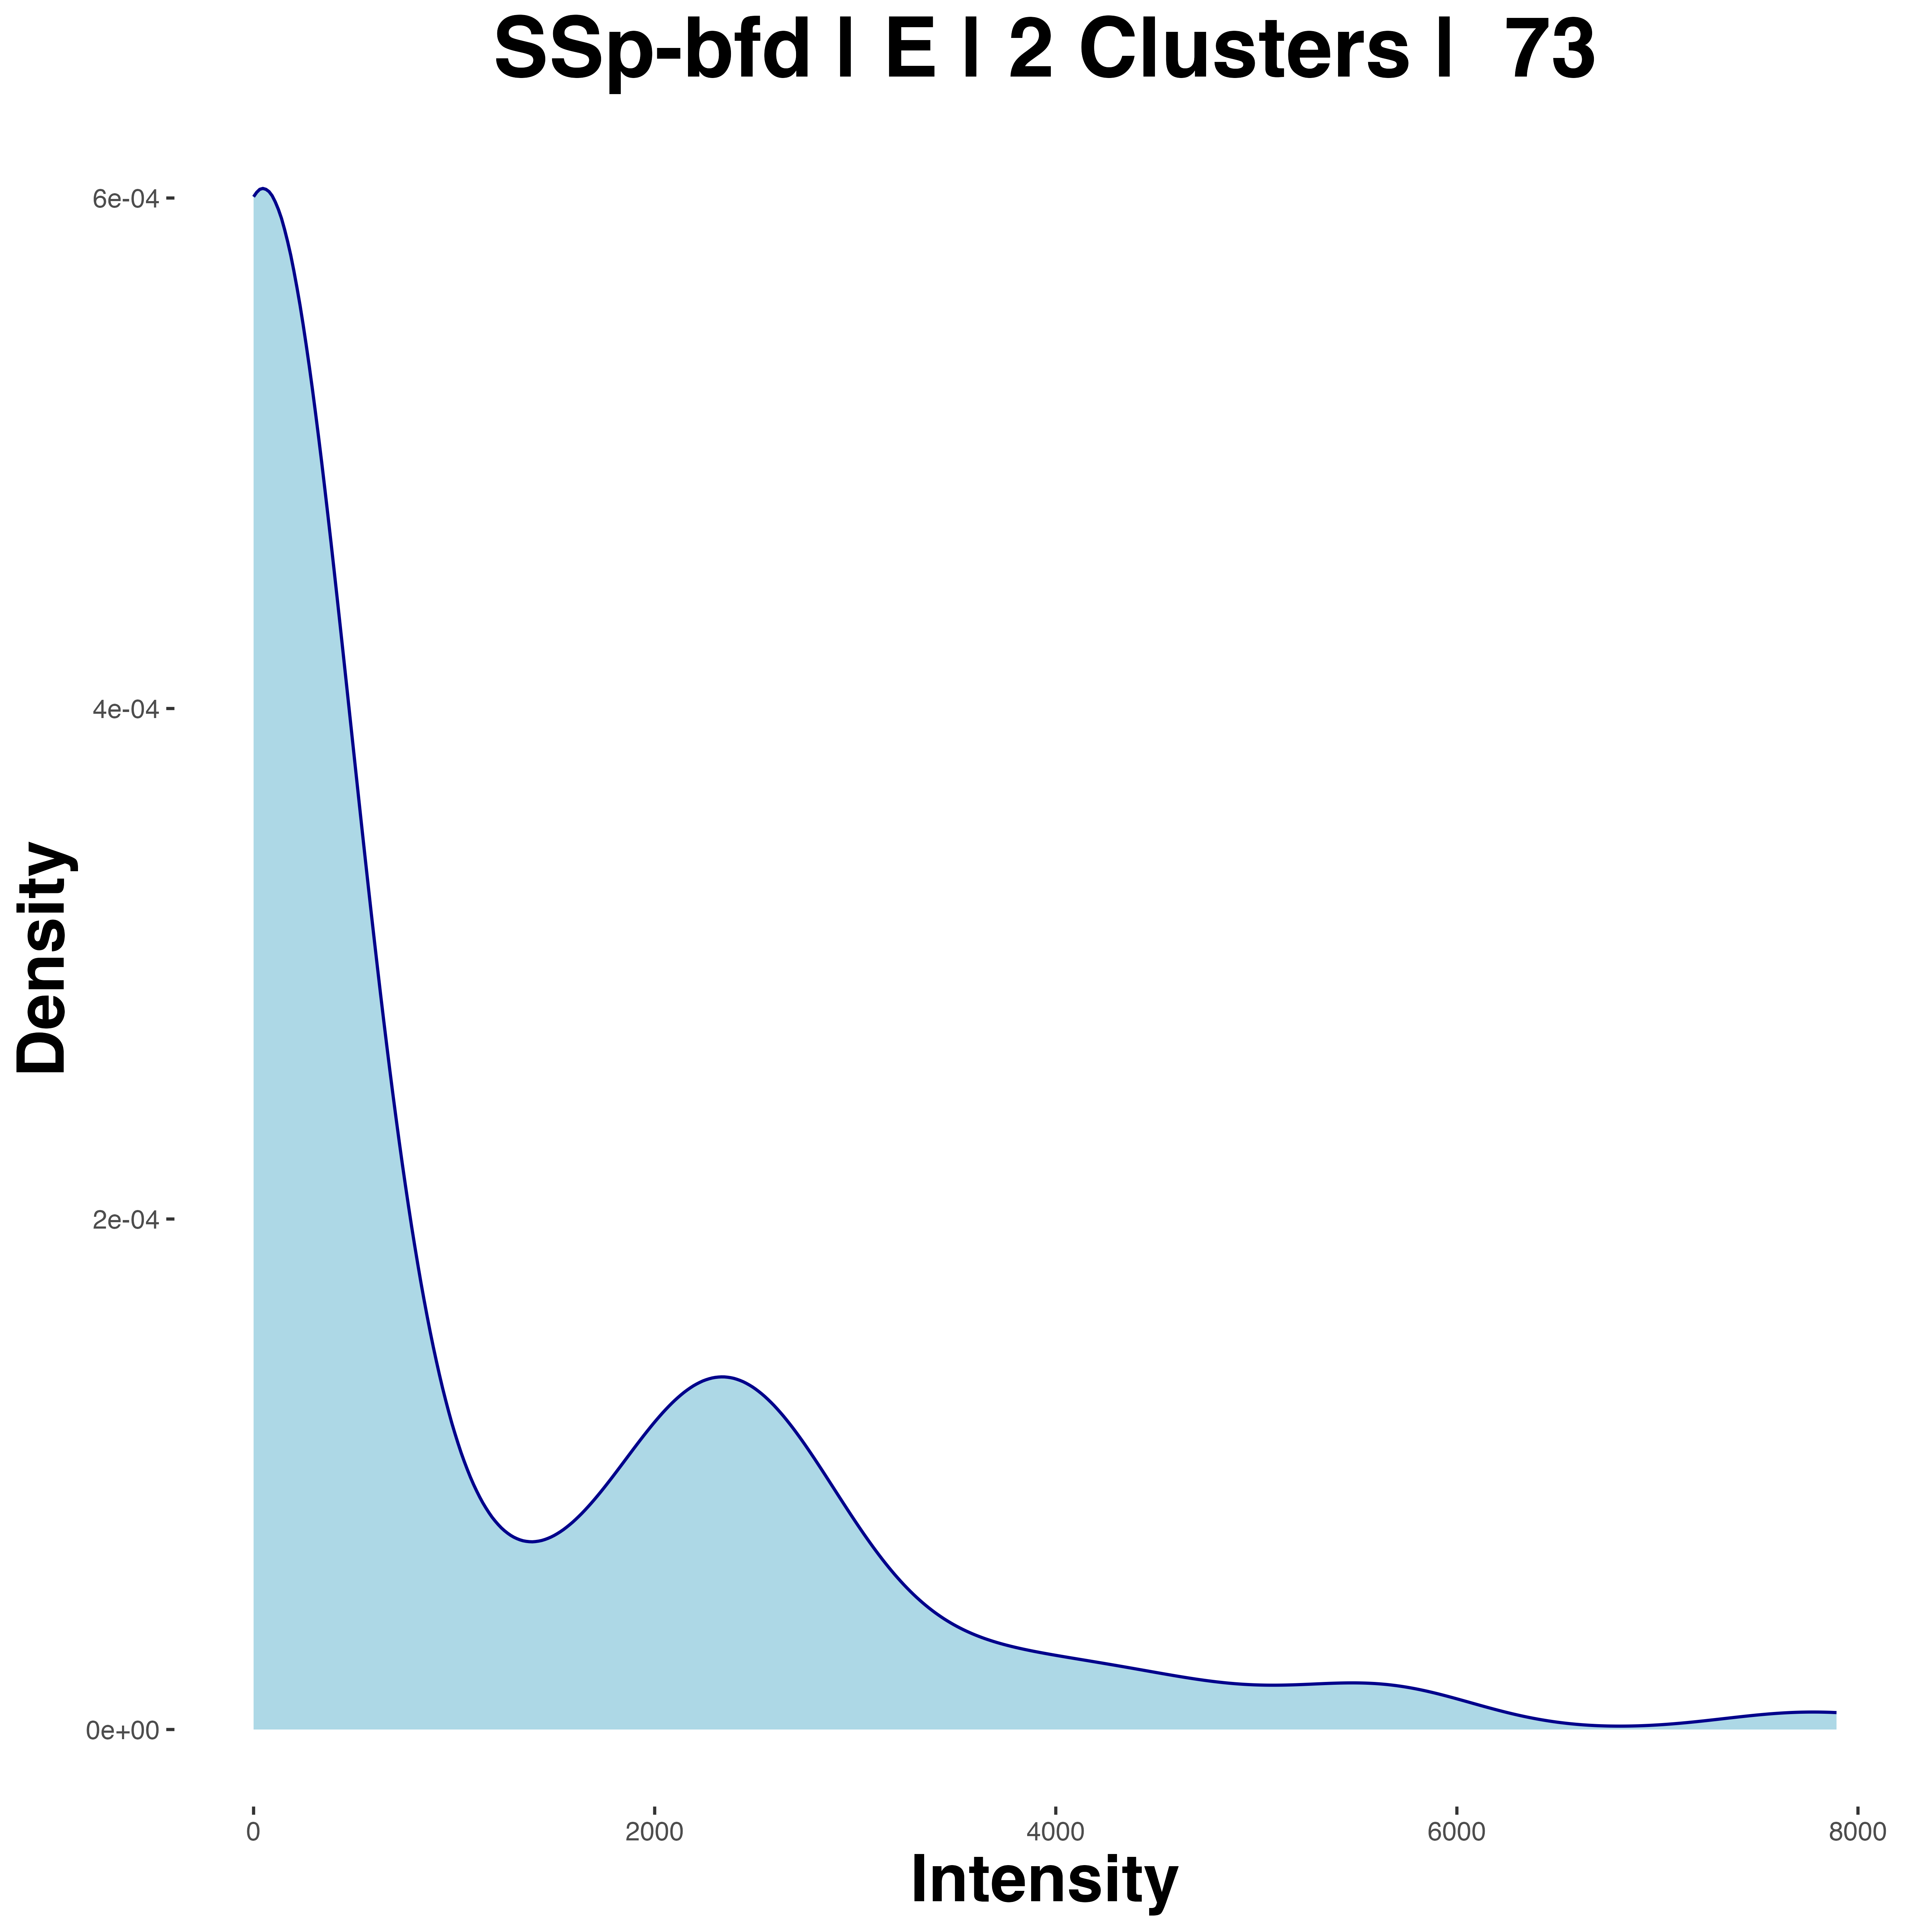 SSp-bfd | E | 2 Clusters |  73
Density
6e-04
4e-04
2e-04
0e+00
0
2000
4000
6000
8000
Intensity